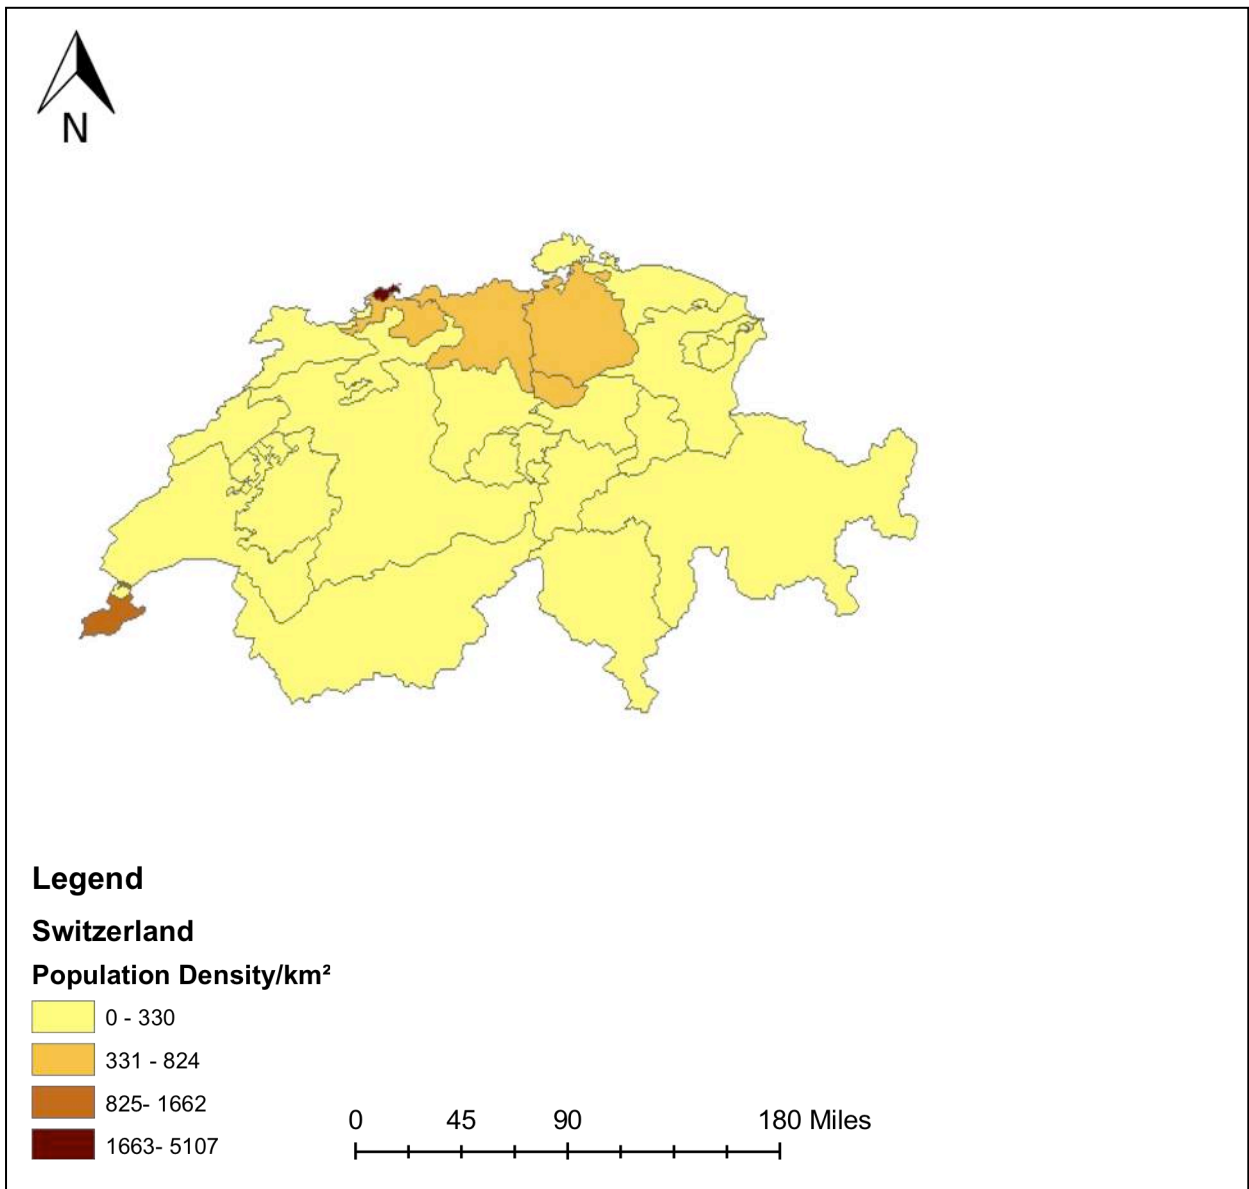 N
Legend
Switzerland
Population Density/km²
0 - 330
331 - 824
825- 1662
1663- 5107
0 45 90 180 Miles